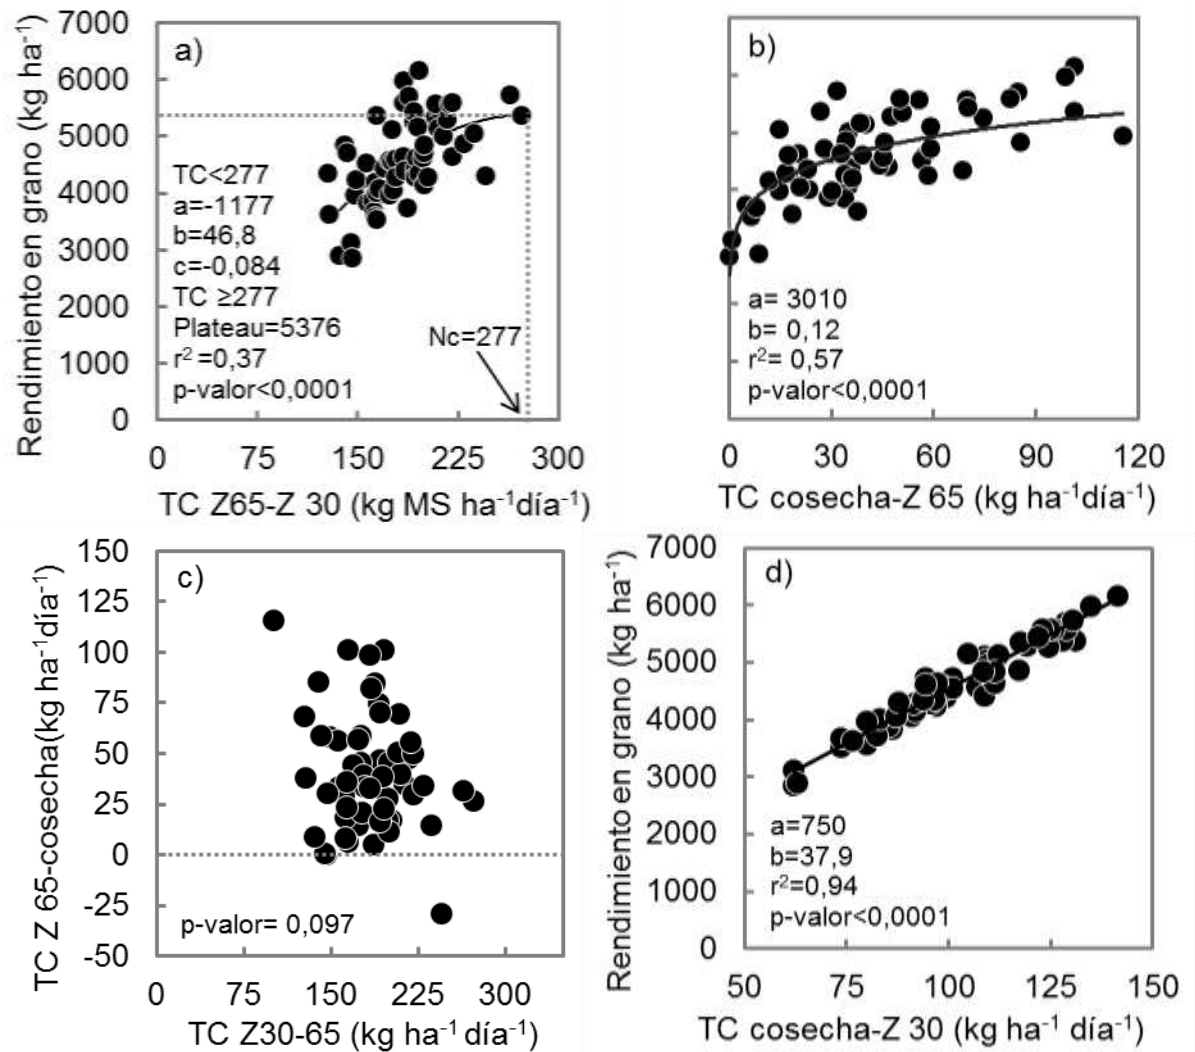 a)
Rendimiento en grano (kg ha⁻¹)
7000
6000
5000
4000
3000
2000
1000
0
TC<277
a=-1177
b=46,8
c=-0,084
TC ≥277
Plateau=5376
r² =0,37
p-valor<0,0001
Nc=277
0 75 150 225 300
TC Z65-Z 30 (kg MS ha⁻¹día⁻¹)
b)
a= 3010
b= 0,12
r²= 0,57
p-valor<0,0001
0 30 60 90 120
TC cosecha-Z 65 (kg ha⁻¹día⁻¹)
c)
TC Z 65-cosecha(kg ha⁻¹día⁻¹)
150
125
100
75
50
25
0
-25
-50
p-valor= 0,097
0 75 150 225 300
TC Z30-65 (kg ha⁻¹ día⁻¹)
d)
Rendimiento en grano (kg ha⁻¹)
7000
6000
5000
4000
3000
2000
1000
0
a=750
b=37,9
r²=0,94
p-valor<0,0001
50 75 100 125 150
TC cosecha-Z 30 (kg ha⁻¹ día⁻¹)